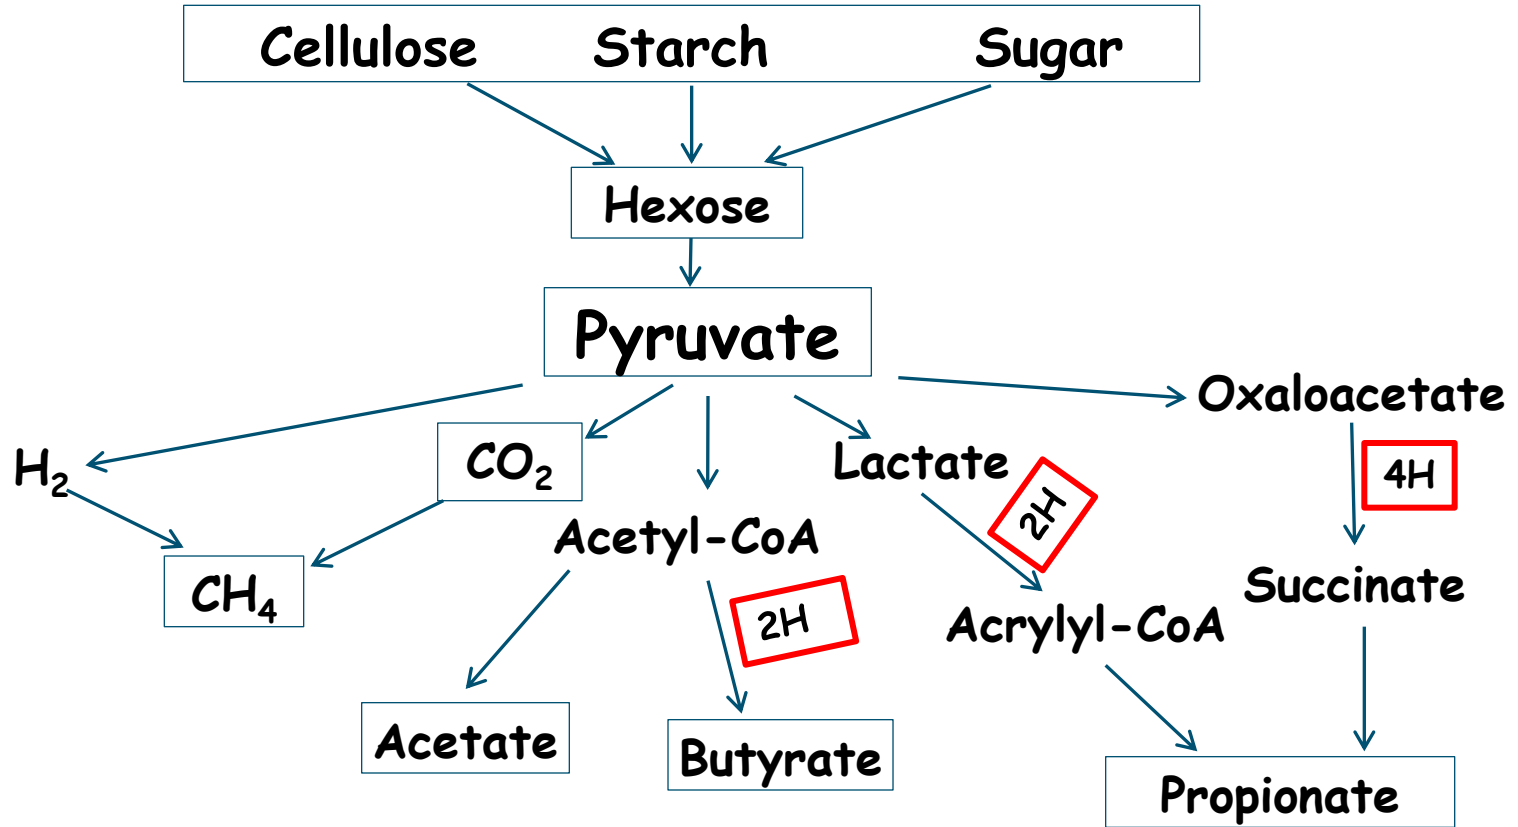 Cellulose Starch Sugar
Hexose
Pyruvate
Oxaloacetate
H₂
CO₂
Lactate
2H
4H
Acetyl-CoA
CH₄
2H
Acrylyl-CoA
Succinate
Acetate
Butyrate
Propionate